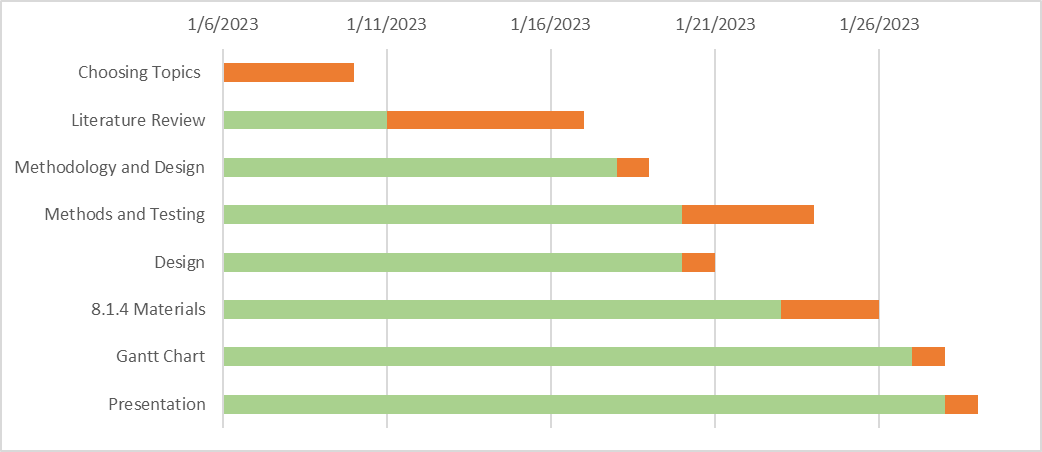 1/6/2023 1/11/2023 1/16/2023 1/21/2023 1/26/2023
Choosing Topics
Literature Review
Methodology and Design
Methods and Testing
Design
8.1.4 Materials
Gantt Chart
Presentation